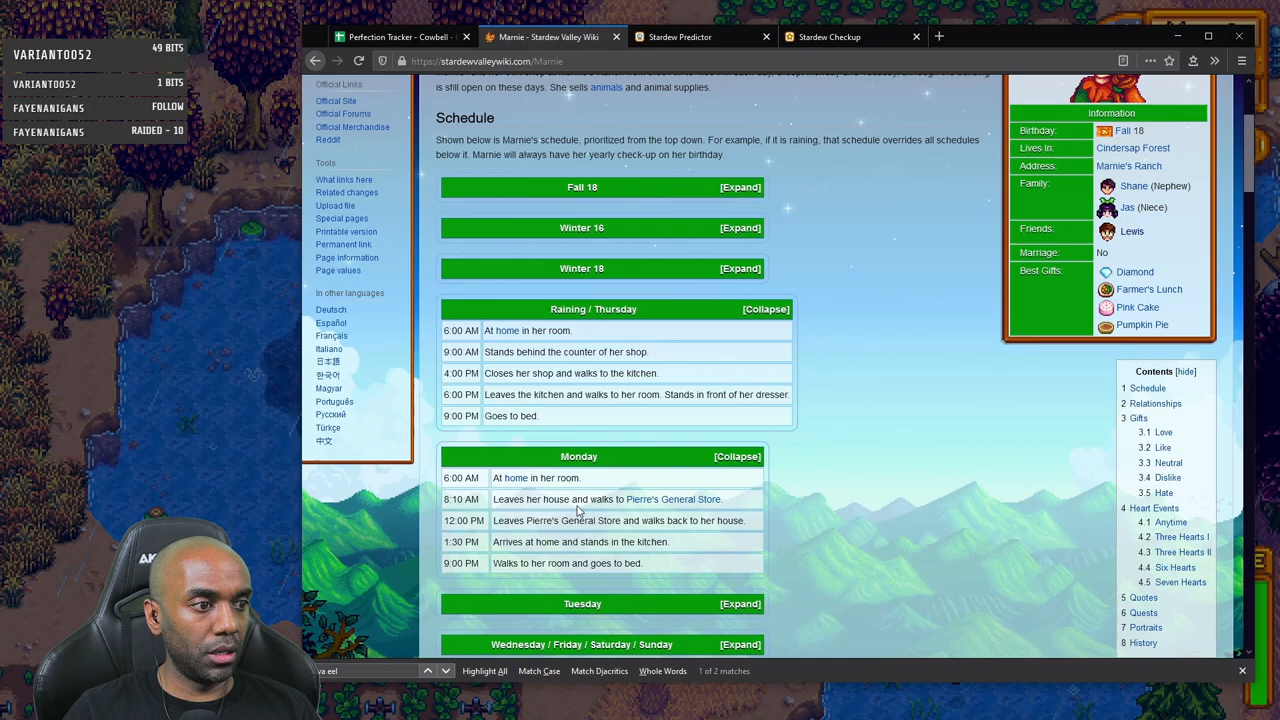 VARIANT0052 49 BITS
VARIANT0052 1 BITS
FAYENANIGANS FOLLOW
FAYENANIGANS RAIDED - 10
Perfection Tracker - Cowbell -
Marnie - Stardew Valley Wiki
Stardew Predictor
Stardew Checkup
https://stardewvalleywiki.com/Marnie
Official Links
Official Site
Official Forums
Official Merchandise
Reddit
Tools
What links here
Related changes
Upload file
Special pages
Printable version
Permanent link
Page information
Page values
In other languages
Deutsch
Español
Français
Italiano
日本語
한국어
Magyar
Português
Русский
Türkçe
中文
is still open on these days. She sells animals and animal supplies.
Schedule
Shown below is Marnie's schedule, prioritized from the top down. For example, if it is raining, that schedule overrides all schedules
below it. Marnie will always have her yearly check-up on her birthday.
Fall 18 [Expand]
Winter 16 [Expand]
Winter 18 [Expand]
Raining / Thursday [Collapse]
6:00 AM At home in her room.
9:00 AM Stands behind the counter of her shop.
4:00 PM Closes her shop and walks to the kitchen.
6:00 PM Leaves the kitchen and walks to her room. Stands in front of her dresser.
9:00 PM Goes to bed.
Monday [Collapse]
6:00 AM At home in her room.
8:10 AM Leaves her house and walks to Pierre's General Store.
12:00 PM Leaves Pierre's General Store and walks back to her house.
1:30 PM Arrives at home and stands in the kitchen.
9:00 PM Walks to her room and goes to bed.
Tuesday [Expand]
Wednesday / Friday / Saturday / Sunday [Expand]
Information
Birthday: Fall 18
Lives In: Cindersap Forest
Address: Marnie's Ranch
Family: Shane (Nephew)
Jas (Niece)
Friends: Lewis
Marriage: No
Best Gifts: Diamond
Farmer's Lunch
Pink Cake
Pumpkin Pie
Contents [hide]
1 Schedule
2 Relationships
3 Gifts
3.1 Love
3.2 Like
3.3 Neutral
3.4 Dislike
3.5 Hate
4 Heart Events
4.1 Anytime
4.2 Three Hearts I
4.3 Three Hearts II
4.4 Six Hearts
4.5 Seven Hearts
5 Quotes
6 Quests
7 Portraits
8 History
va eel
Highlight All Match Case Match Diacritics Whole Words 1 of 2 matches